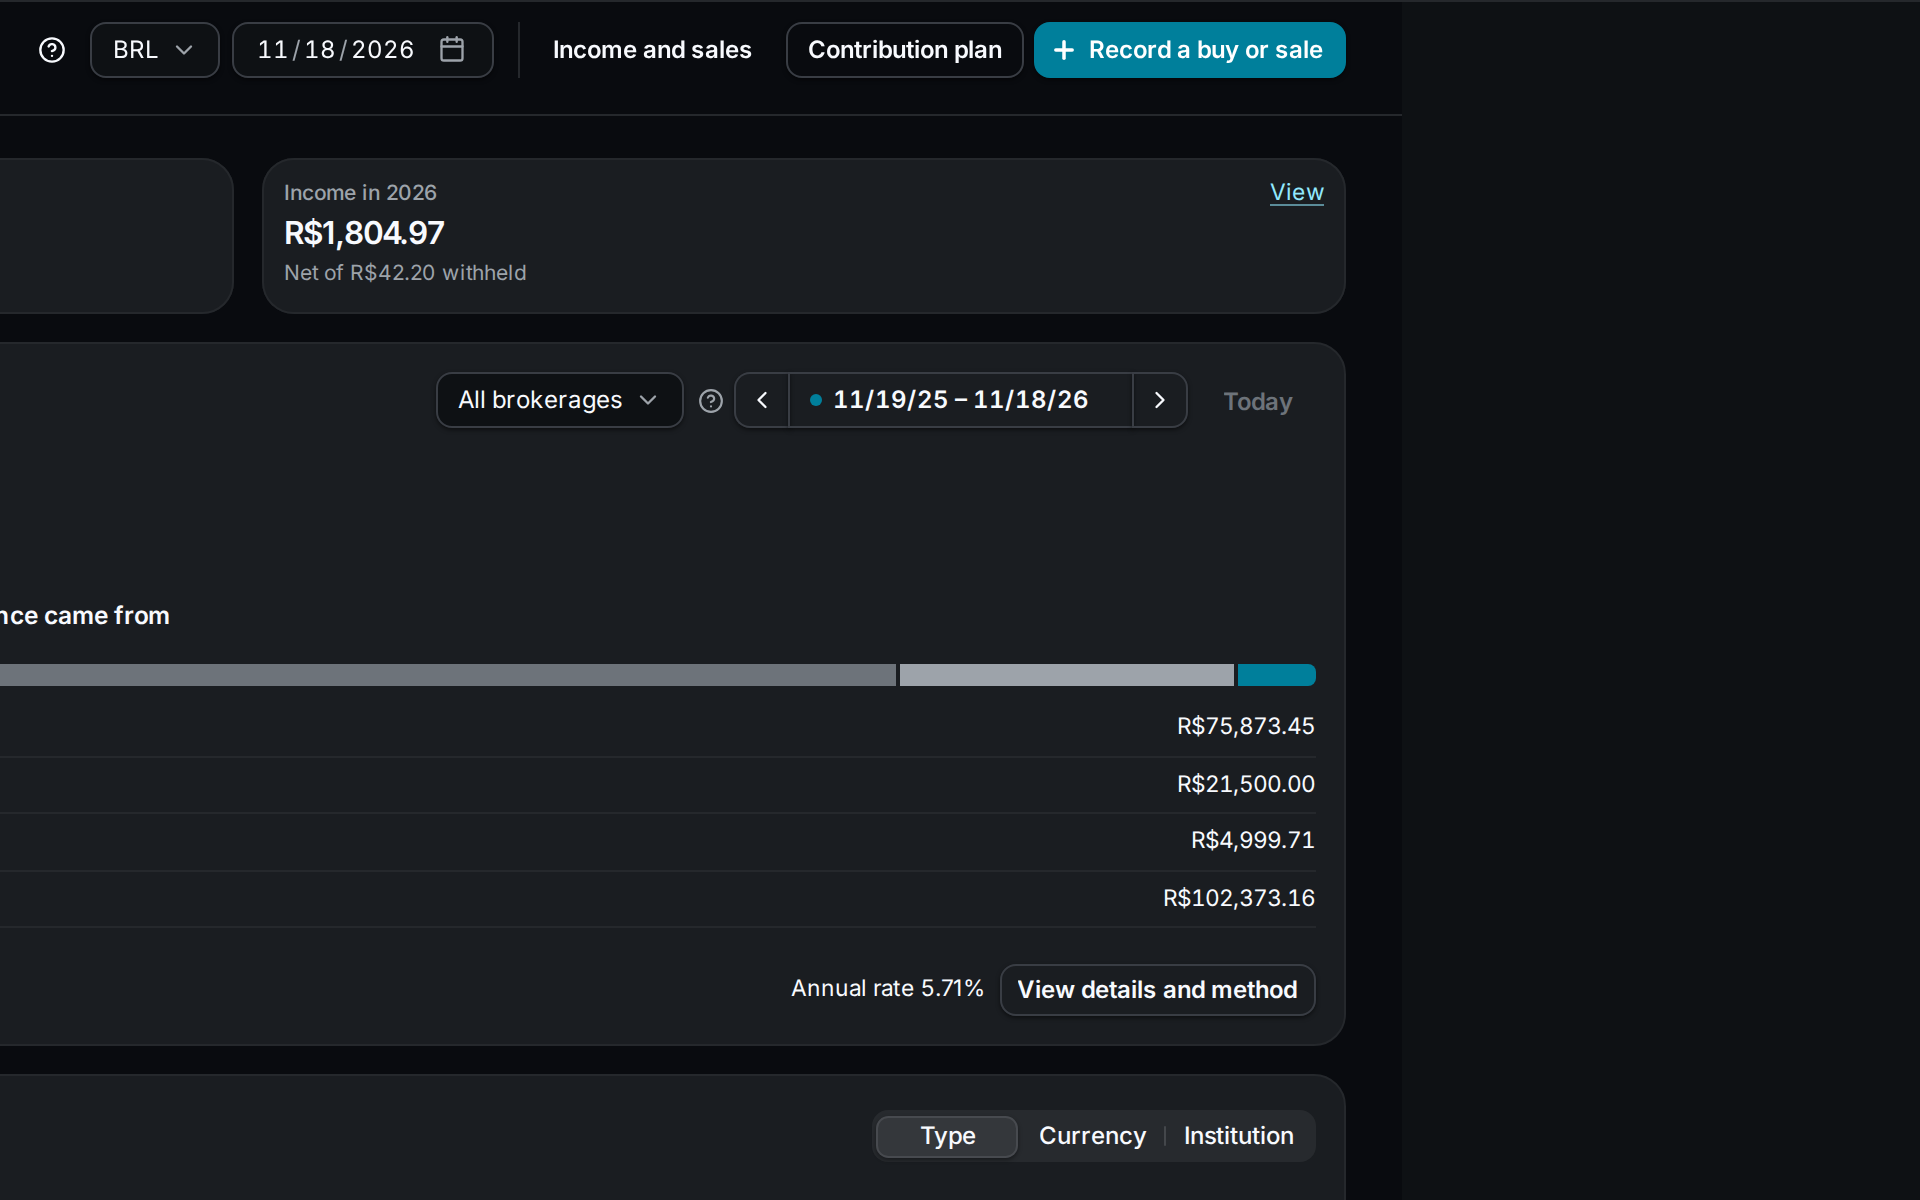 BRL 11/18/2026 Income and sales Contribution plan Record a buy or sale
Income in 2026 View
R$1,804.97
Net of R$42.20 withheld
All brokerages 11/19/25 – 11/18/26 Today
came from
R$75,873.45
R$21,500.00
R$4,999.71
R$102,373.16
Annual rate 5.71% View details and method
Type Currency Institution